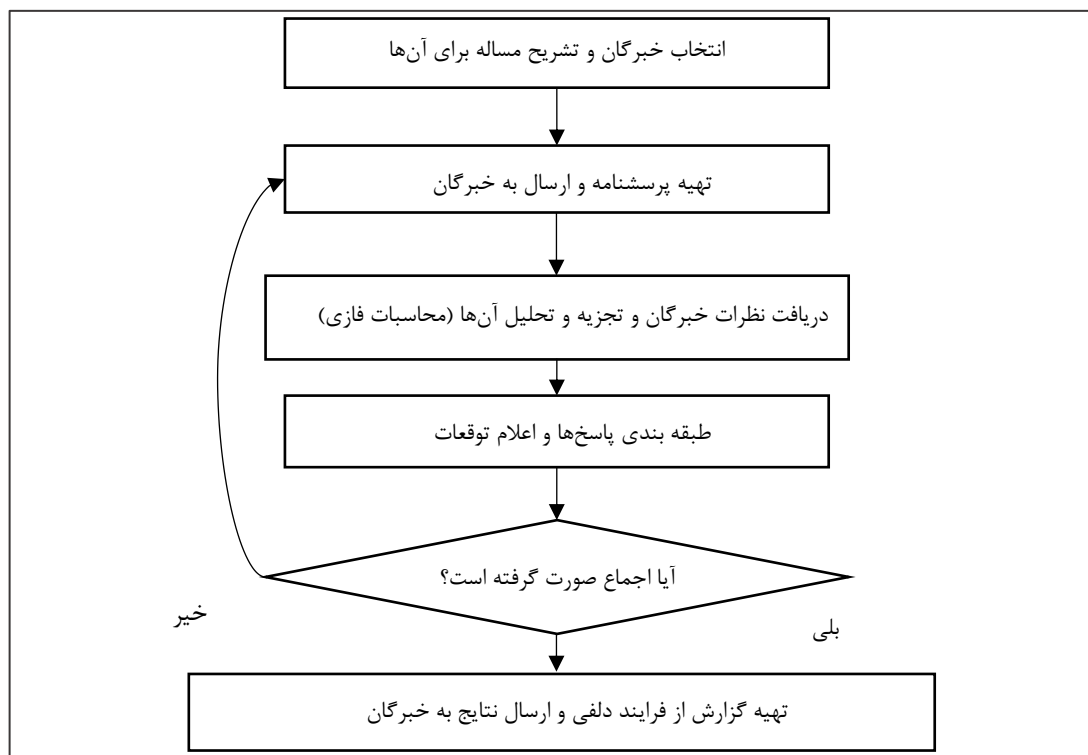 انتخاب خبرگان و تشریح مساله برای آن‌ها
تهیه پرسشنامه و ارسال به خبرگان
دریافت نظرات خبرگان و تجزیه و تحلیل آن‌ها (محاسبات فازی)
طبقه بندی پاسخ‌ها و اعلام توقعات
آیا اجماع صورت گرفته است؟
خیر
بلی
تهیه گزارش از فرایند دلفی و ارسال نتایج به خبرگان